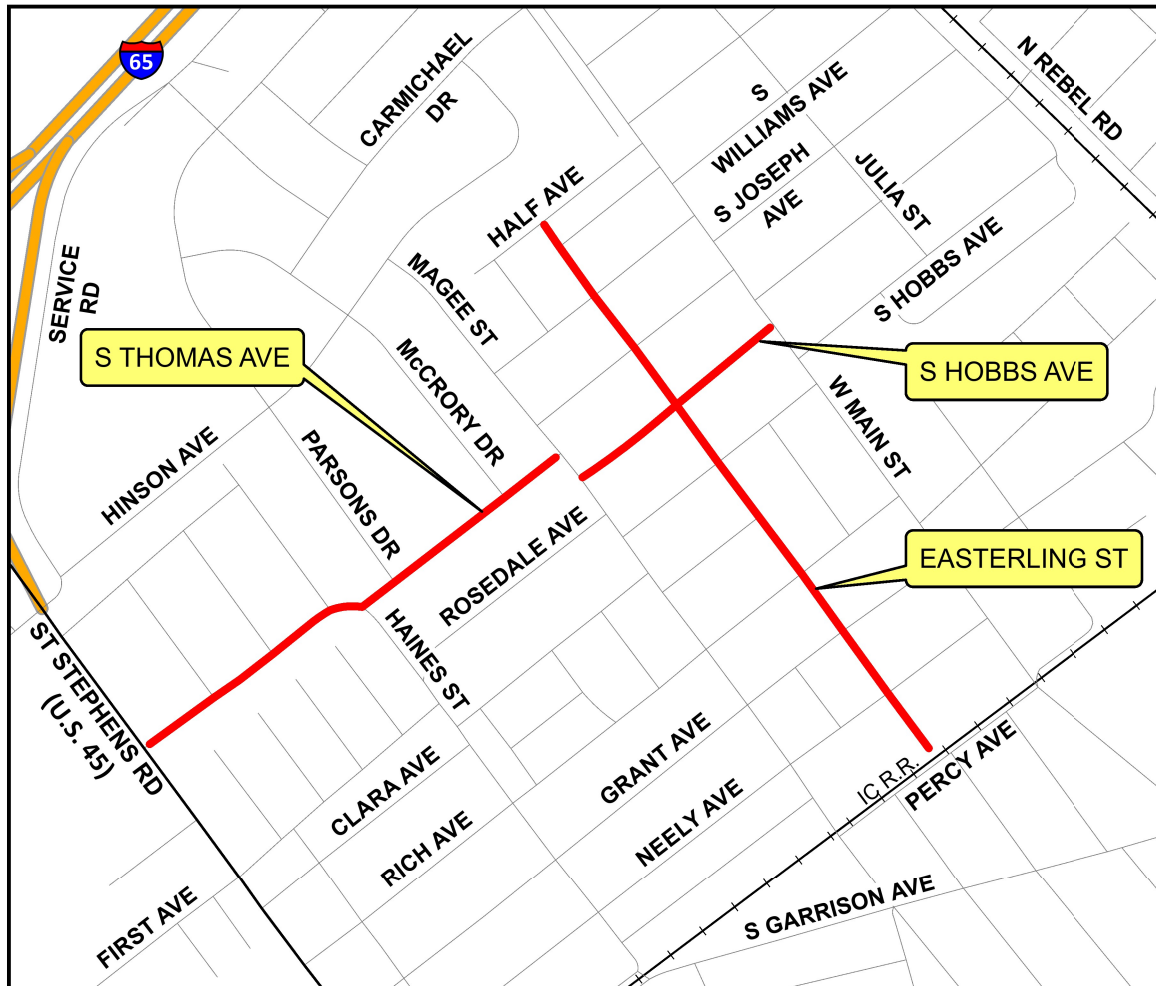 65
CARMICHAEL
DR
N REBEL RD
S
WILLIAMS AVE
S JOSEPH
AVE
JULIA ST
HALF AVE
S HOBBS AVE
SERVICE
RD
MAGEE ST
S THOMAS AVE
McCRORY DR
S HOBBS AVE
W MAIN ST
HINSON AVE
PARSONS DR
ROSEDALE AVE
EASTERLING ST
HAINES ST
ST STEPHENS RD
(U.S. 45)
GRANT AVE
IC R.R.
PERCY AVE
CLARA AVE
NEELY AVE
RICH AVE
S GARRISON AVE
FIRST AVE